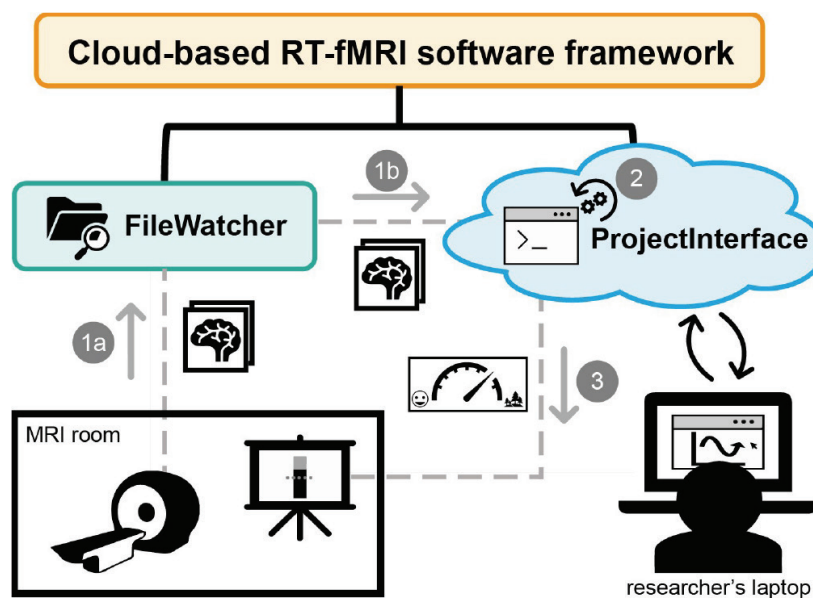 Cloud-based RT-fMRI software framework
1b
2
FileWatcher
>_
ProjectInterface
1a
3
MRI room
researcher's laptop